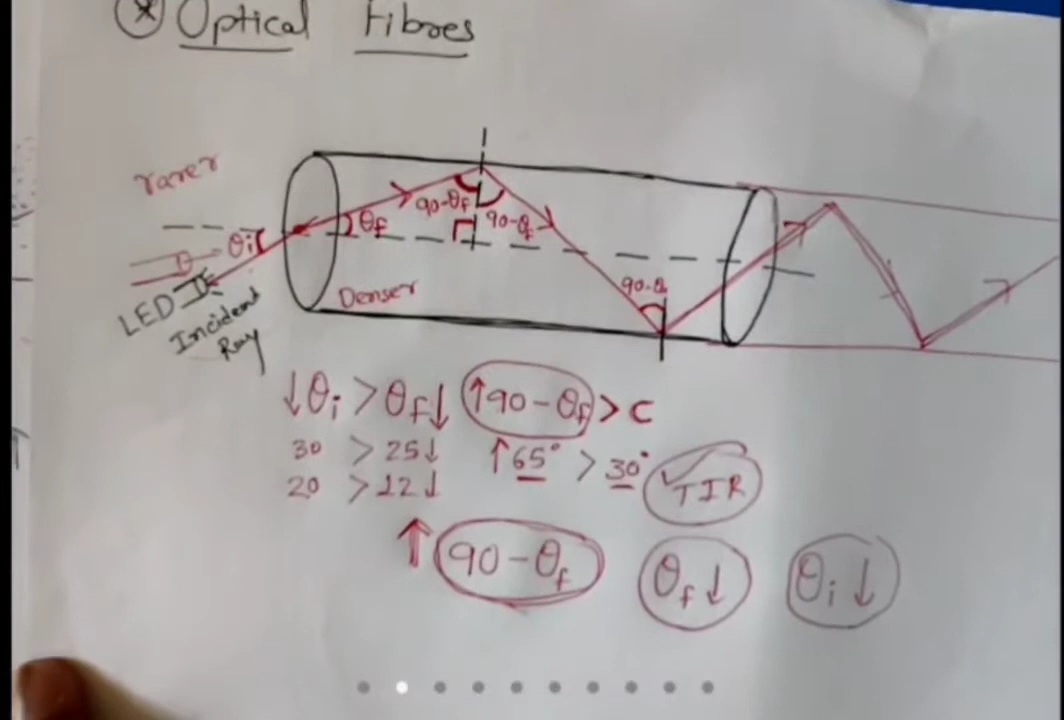 * Optical Fibres
rarer
θi
θf
90-θf
90-θf
90-θ
LED
Incident
Ray
Denser
↓θi > θf↓ ↑90-θf > C
30 > 25↓ ↑65° > 30° ✓TIR
20 > 12↓
↑ 90-θf θf↓ θi↓